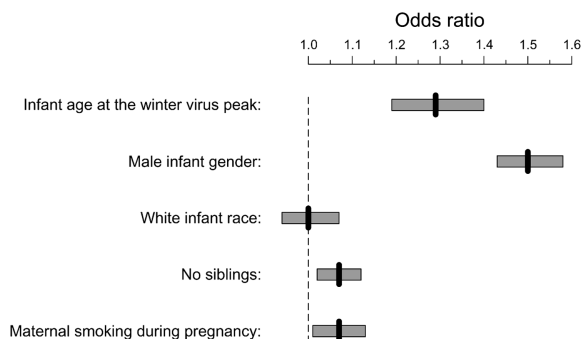 Odds ratio
1.0 1.1 1.2 1.3 1.4 1.5 1.6
Infant age at the winter virus peak:
Male infant gender:
White infant race:
No siblings:
Maternal smoking during pregnancy: